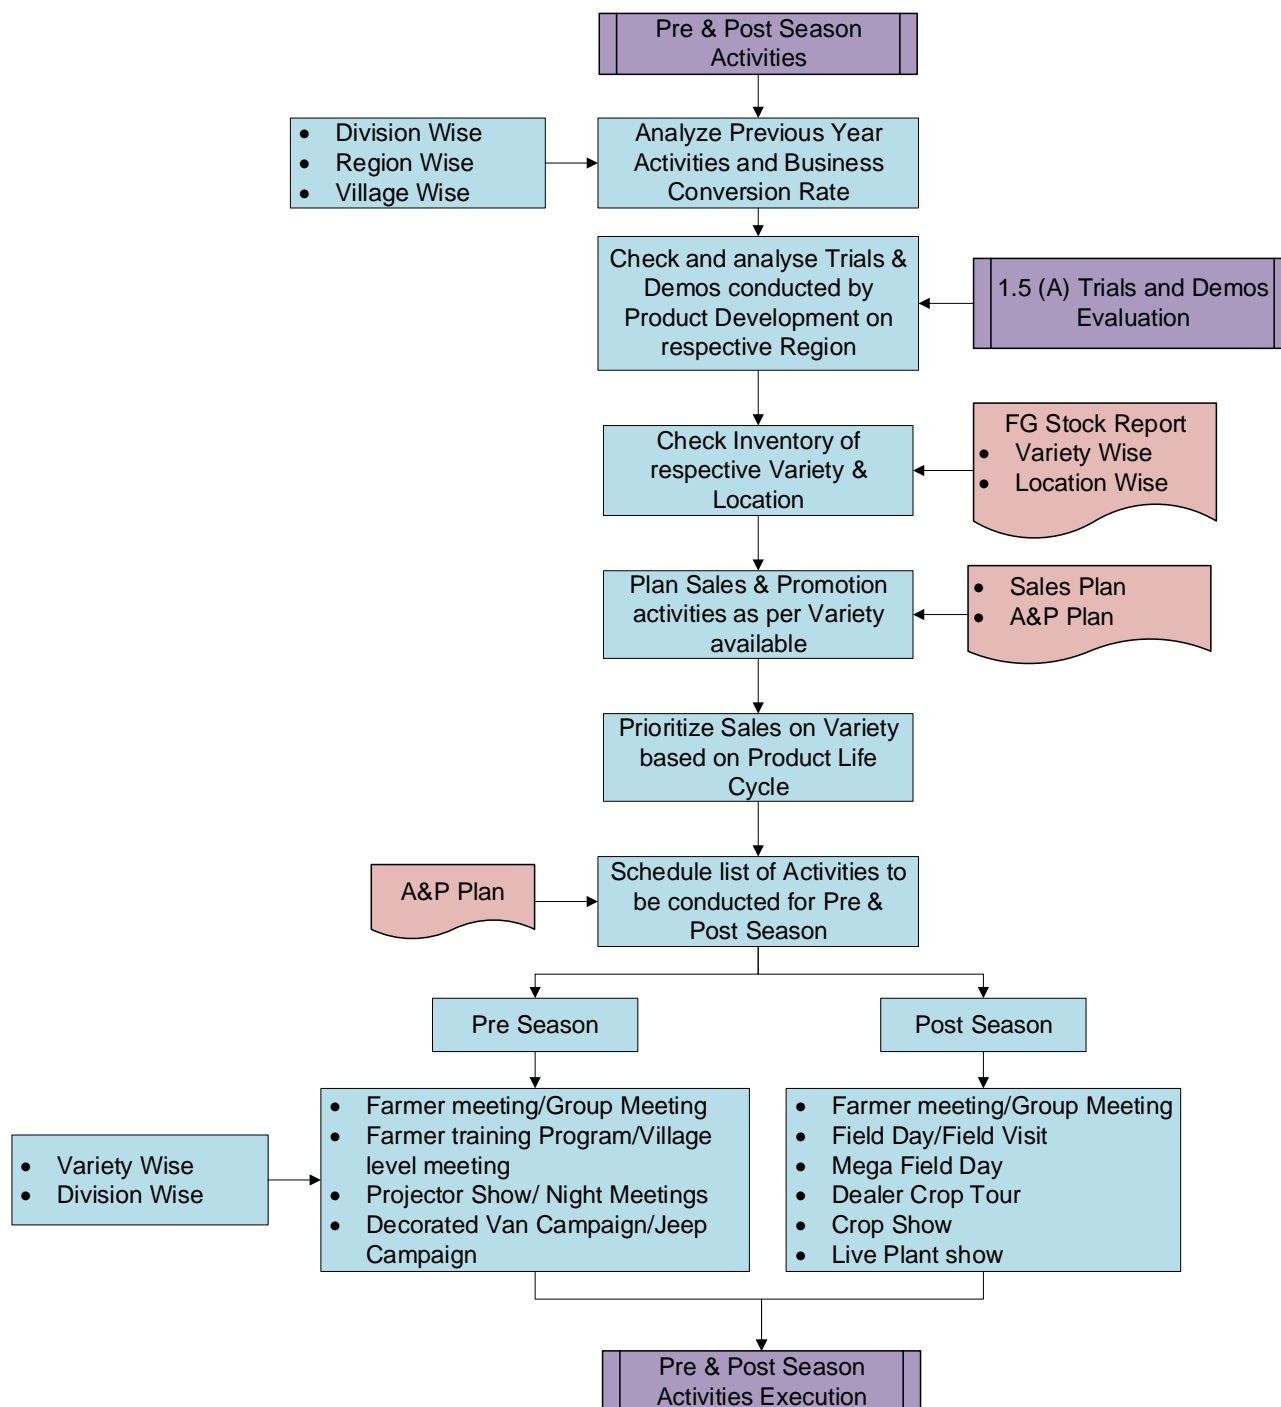 Pre & Post Season
Activities
• Division Wise
• Region Wise
• Village Wise
Analyze Previous Year
Activities and Business
Conversion Rate
Check and analyse Trials &
Demos conducted by
Product Development on
respective Region
1.5 (A) Trials and Demos
Evaluation
Check Inventory of
respective Variety &
Location
FG Stock Report
• Variety Wise
• Location Wise
Plan Sales & Promotion
activities as per Variety
available
• Sales Plan
• A&P Plan
Prioritize Sales on Variety
based on Product Life
Cycle
A&P Plan
Schedule list of Activities to
be conducted for Pre &
Post Season
Pre Season
Post Season
• Variety Wise
• Division Wise
• Farmer meeting/Group Meeting
• Farmer training Program/Village
level meeting
• Projector Show/ Night Meetings
• Decorated Van Campaign/Jeep
Campaign
• Farmer meeting/Group Meeting
• Field Day/Field Visit
• Mega Field Day
• Dealer Crop Tour
• Crop Show
• Live Plant show
Pre & Post Season
Activities Execution